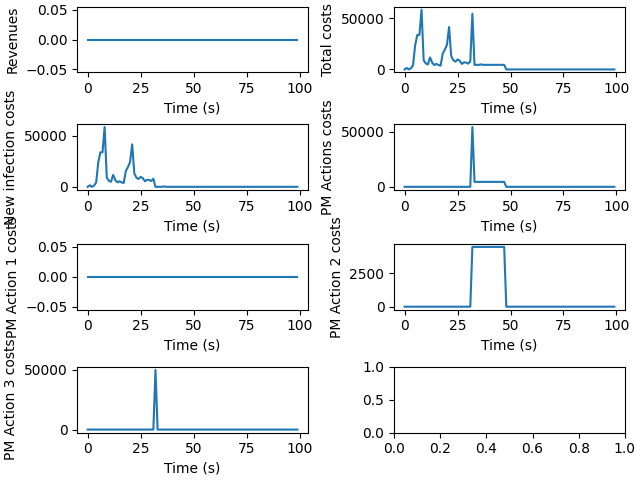 Revenues
0.05
0.00
−0.05
0 25 50 75 100
Time (s)
Total costs
50000
0
0 25 50 75 100
Time (s)
New infection costs
50000
0
0 25 50 75 100
Time (s)
PM Actions costs
50000
0
0 25 50 75 100
Time (s)
PM Action 1 costs
0.05
0.00
−0.05
0 25 50 75 100
Time (s)
PM Action 2 costs
2500
0
0 25 50 75 100
Time (s)
PM Action 3 costs
50000
0
0 25 50 75 100
Time (s)
1.0
0.5
0.0
0.0 0.2 0.4 0.6 0.8 1.0